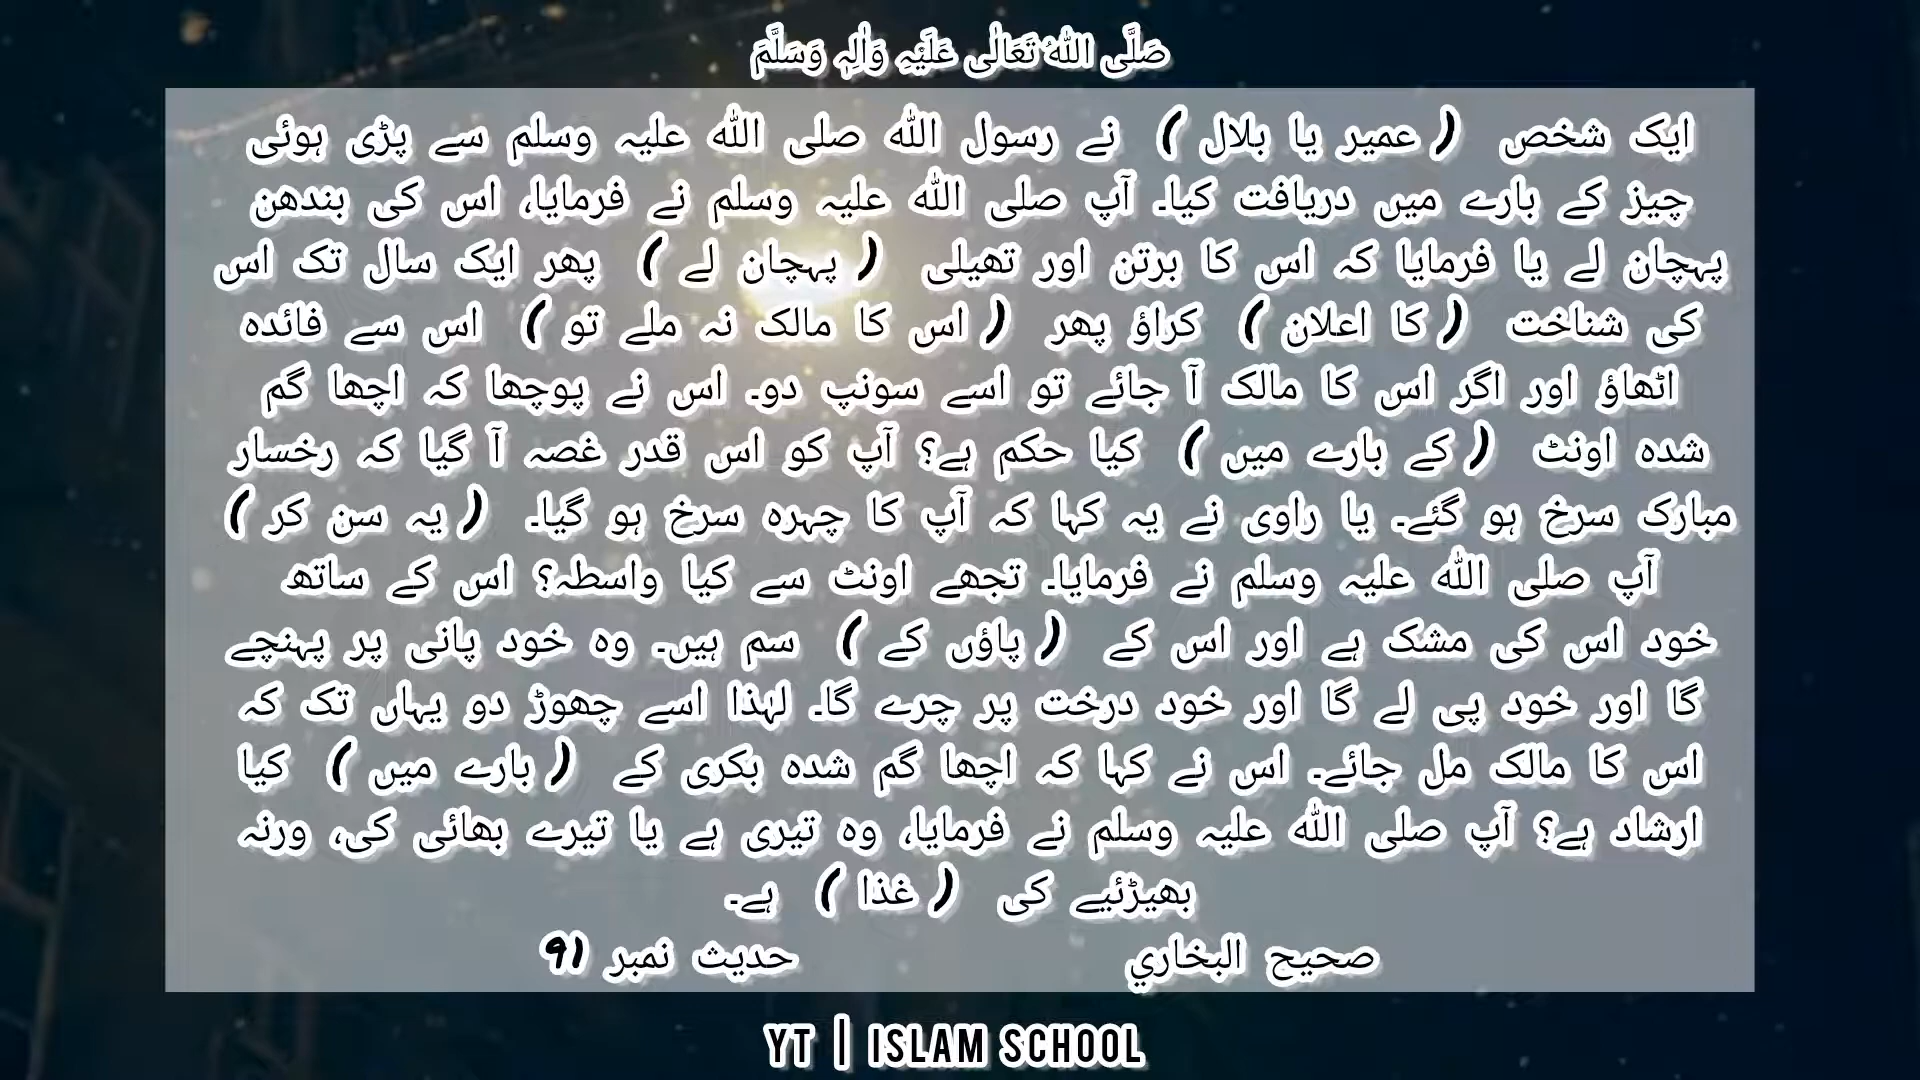 صَلَّی اللّٰہُ تَعَالٰی عَلَیْہِ وَاٰلِہٖ وَسَلَّمَ
ایک شخص ( عمیر یا بلال ) نے رسول اللہ صلی اللہ علیہ وسلم سے پڑی ہوئی
چیز کے بارے میں دریافت کیا۔ آپ صلی اللہ علیہ وسلم نے فرمایا، اس کی بندھن
پہچان لے یا فرمایا کہ اس کا برتن اور تھیلی ( پہچان لے ) پھر ایک سال تک اس
کی شناخت ( کا اعلان ) کراؤ پھر ( اس کا مالک نہ ملے تو ) اس سے فائدہ
اٹھاؤ اور اگر اس کا مالک آ جائے تو اسے سونپ دو۔ اس نے پوچھا کہ اچھا گم
شدہ اونٹ ( کے بارے میں ) کیا حکم ہے؟ آپ کو اس قدر غصہ آ گیا کہ رخسار
مبارک سرخ ہو گئے۔ یا راوی نے یہ کہا کہ آپ کا چہرہ سرخ ہو گیا۔ ( یہ سن کر )
آپ صلی اللہ علیہ وسلم نے فرمایا۔ تجھے اونٹ سے کیا واسطہ؟ اس کے ساتھ
خود اس کی مشک ہے اور اس کے ( پاؤں کے ) سم ہیں۔ وہ خود پانی پر پہنچے
گا اور خود پی لے گا اور خود درخت پر چرے گا۔ لہٰذا اسے چھوڑ دو یہاں تک کہ
اس کا مالک مل جائے۔ اس نے کہا کہ اچھا گم شدہ بکری کے ( بارے میں ) کیا
ارشاد ہے؟ آپ صلی اللہ علیہ وسلم نے فرمایا، وہ تیری ہے یا تیرے بھائی کی، ورنہ
بھیڑئیے کی ( غذا ) ہے۔
صحیح البخاري حدیث نمبر ۹۱
YT | ISLAM SCHOOL